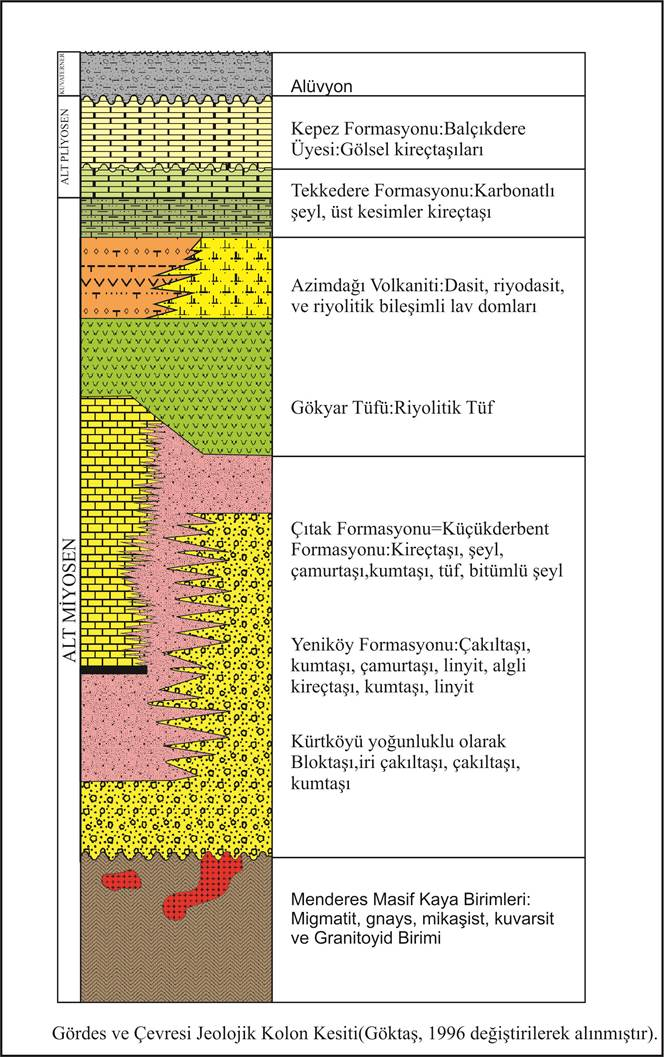 KUVATERNER
Alüvyon
ALT PLİYOSEN
Kepez Formasyonu:Balçıkdere
Üyesi:Gölsel kireçtaşıları
Tekkedere Formasyonu:Karbonatlı
şeyl, üst kesimler kireçtaşı
Azimdağı Volkaniti:Dasit, riyodasit,
ve riyolitik bileşimli lav domları
Gökyar Tüfü:Riyolitik Tüf
ALT MİYOSEN
Çıtak Formasyonu=Küçükderbent
Formasyonu:Kireçtaşı, şeyl,
çamurtaşı,kumtaşı, tüf, bitümlü şeyl
Yeniköy Formasyonu:Çakıltaşı,
kumtaşı, çamurtaşı, linyit, algli
kireçtaşı, kumtaşı, linyit
Kürtköyü yoğunluklu olarak
Bloktaşı,iri çakıltaşı, çakıltaşı,
kumtaşı
Menderes Masif Kaya Birimleri:
Migmatit, gnays, mikaşist, kuvarsit
ve Granitoyid Birimi
Gördes ve Çevresi Jeolojik Kolon Kesiti(Göktaş, 1996 değiştirilerek alınmıştır).